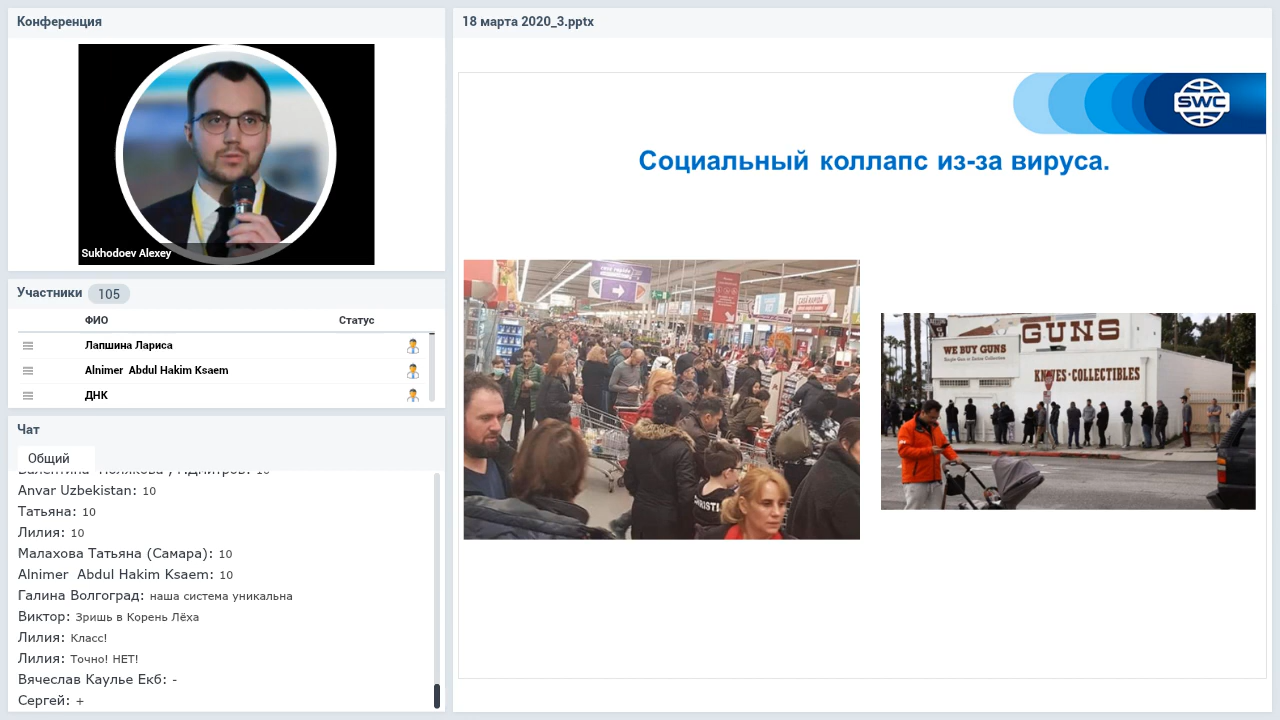 Конференция
Sukhodoev Alexey
Участники 105
ФИО Статус
Лапшина Лариса
Alnimer Abdul Hakim Ksaem
ДНК
Чат
Общий
Anvar Uzbekistan: 10
Татьяна: 10
Лилия: 10
Малахова Татьяна (Самара): 10
Alnimer Abdul Hakim Ksaem: 10
Галина Волгоград: наша система уникальна
Виктор: Зришь в Корень Лёха
Лилия: Класс!
Лилия: Точно! НЕТ!
Вячеслав Каулье Екб: -
Сергей: +
18 марта 2020_3.pptx
SWC
Социальный коллапс из-за вируса.
CASA RAPIDA
CHRISTI
GUNS
WE BUY GUNS
KNIVES · COLLECTIBLES